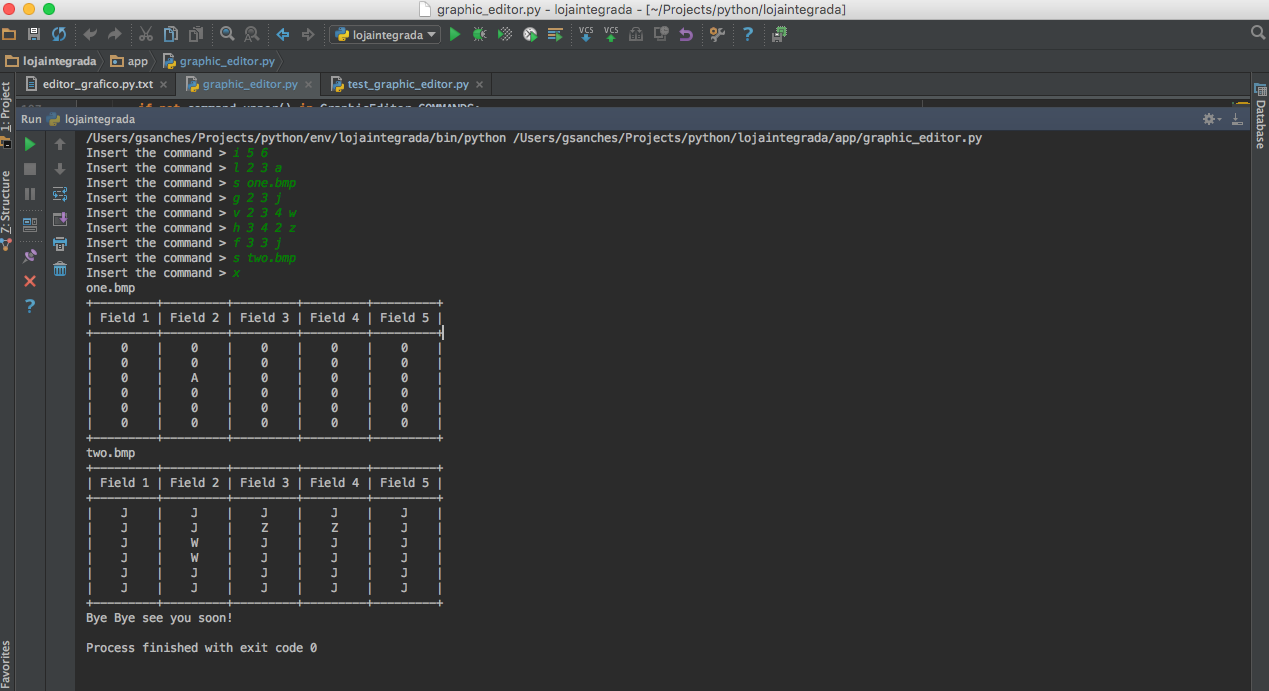 graphic_editor.py - lojaintegrada - [~/Projects/python/lojaintegrada]
lojaintegrada
VCS VCS
?
lojaintegrada app graphic_editor.py
editor_grafico.py.txt × graphic_editor.py × test_graphic_editor.py ×
1: Project
Z: Structure
Favorites
Database
Run lojaintegrada
/Users/gsanches/Projects/python/env/lojaintegrada/bin/python /Users/gsanches/Projects/python/lojaintegrada/app/graphic_editor.py
Insert the command > i 5 6
Insert the command > l 2 3 a
Insert the command > s one.bmp
Insert the command > g 2 3 j
Insert the command > v 2 3 4 w
Insert the command > h 3 4 2 z
Insert the command > f 3 3 j
Insert the command > s two.bmp
Insert the command > x
one.bmp
+---------+---------+---------+---------+---------+
| Field 1 | Field 2 | Field 3 | Field 4 | Field 5 |
+---------+---------+---------+---------+---------+
|    0    |    0    |    0    |    0    |    0    |
|    0    |    0    |    0    |    0    |    0    |
|    0    |    A    |    0    |    0    |    0    |
|    0    |    0    |    0    |    0    |    0    |
|    0    |    0    |    0    |    0    |    0    |
|    0    |    0    |    0    |    0    |    0    |
+---------+---------+---------+---------+---------+
two.bmp
+---------+---------+---------+---------+---------+
| Field 1 | Field 2 | Field 3 | Field 4 | Field 5 |
+---------+---------+---------+---------+---------+
|    J    |    J    |    J    |    J    |    J    |
|    J    |    J    |    Z    |    Z    |    J    |
|    J    |    W    |    J    |    J    |    J    |
|    J    |    W    |    J    |    J    |    J    |
|    J    |    J    |    J    |    J    |    J    |
|    J    |    J    |    J    |    J    |    J    |
+---------+---------+---------+---------+---------+
Bye Bye see you soon!
Process finished with exit code 0